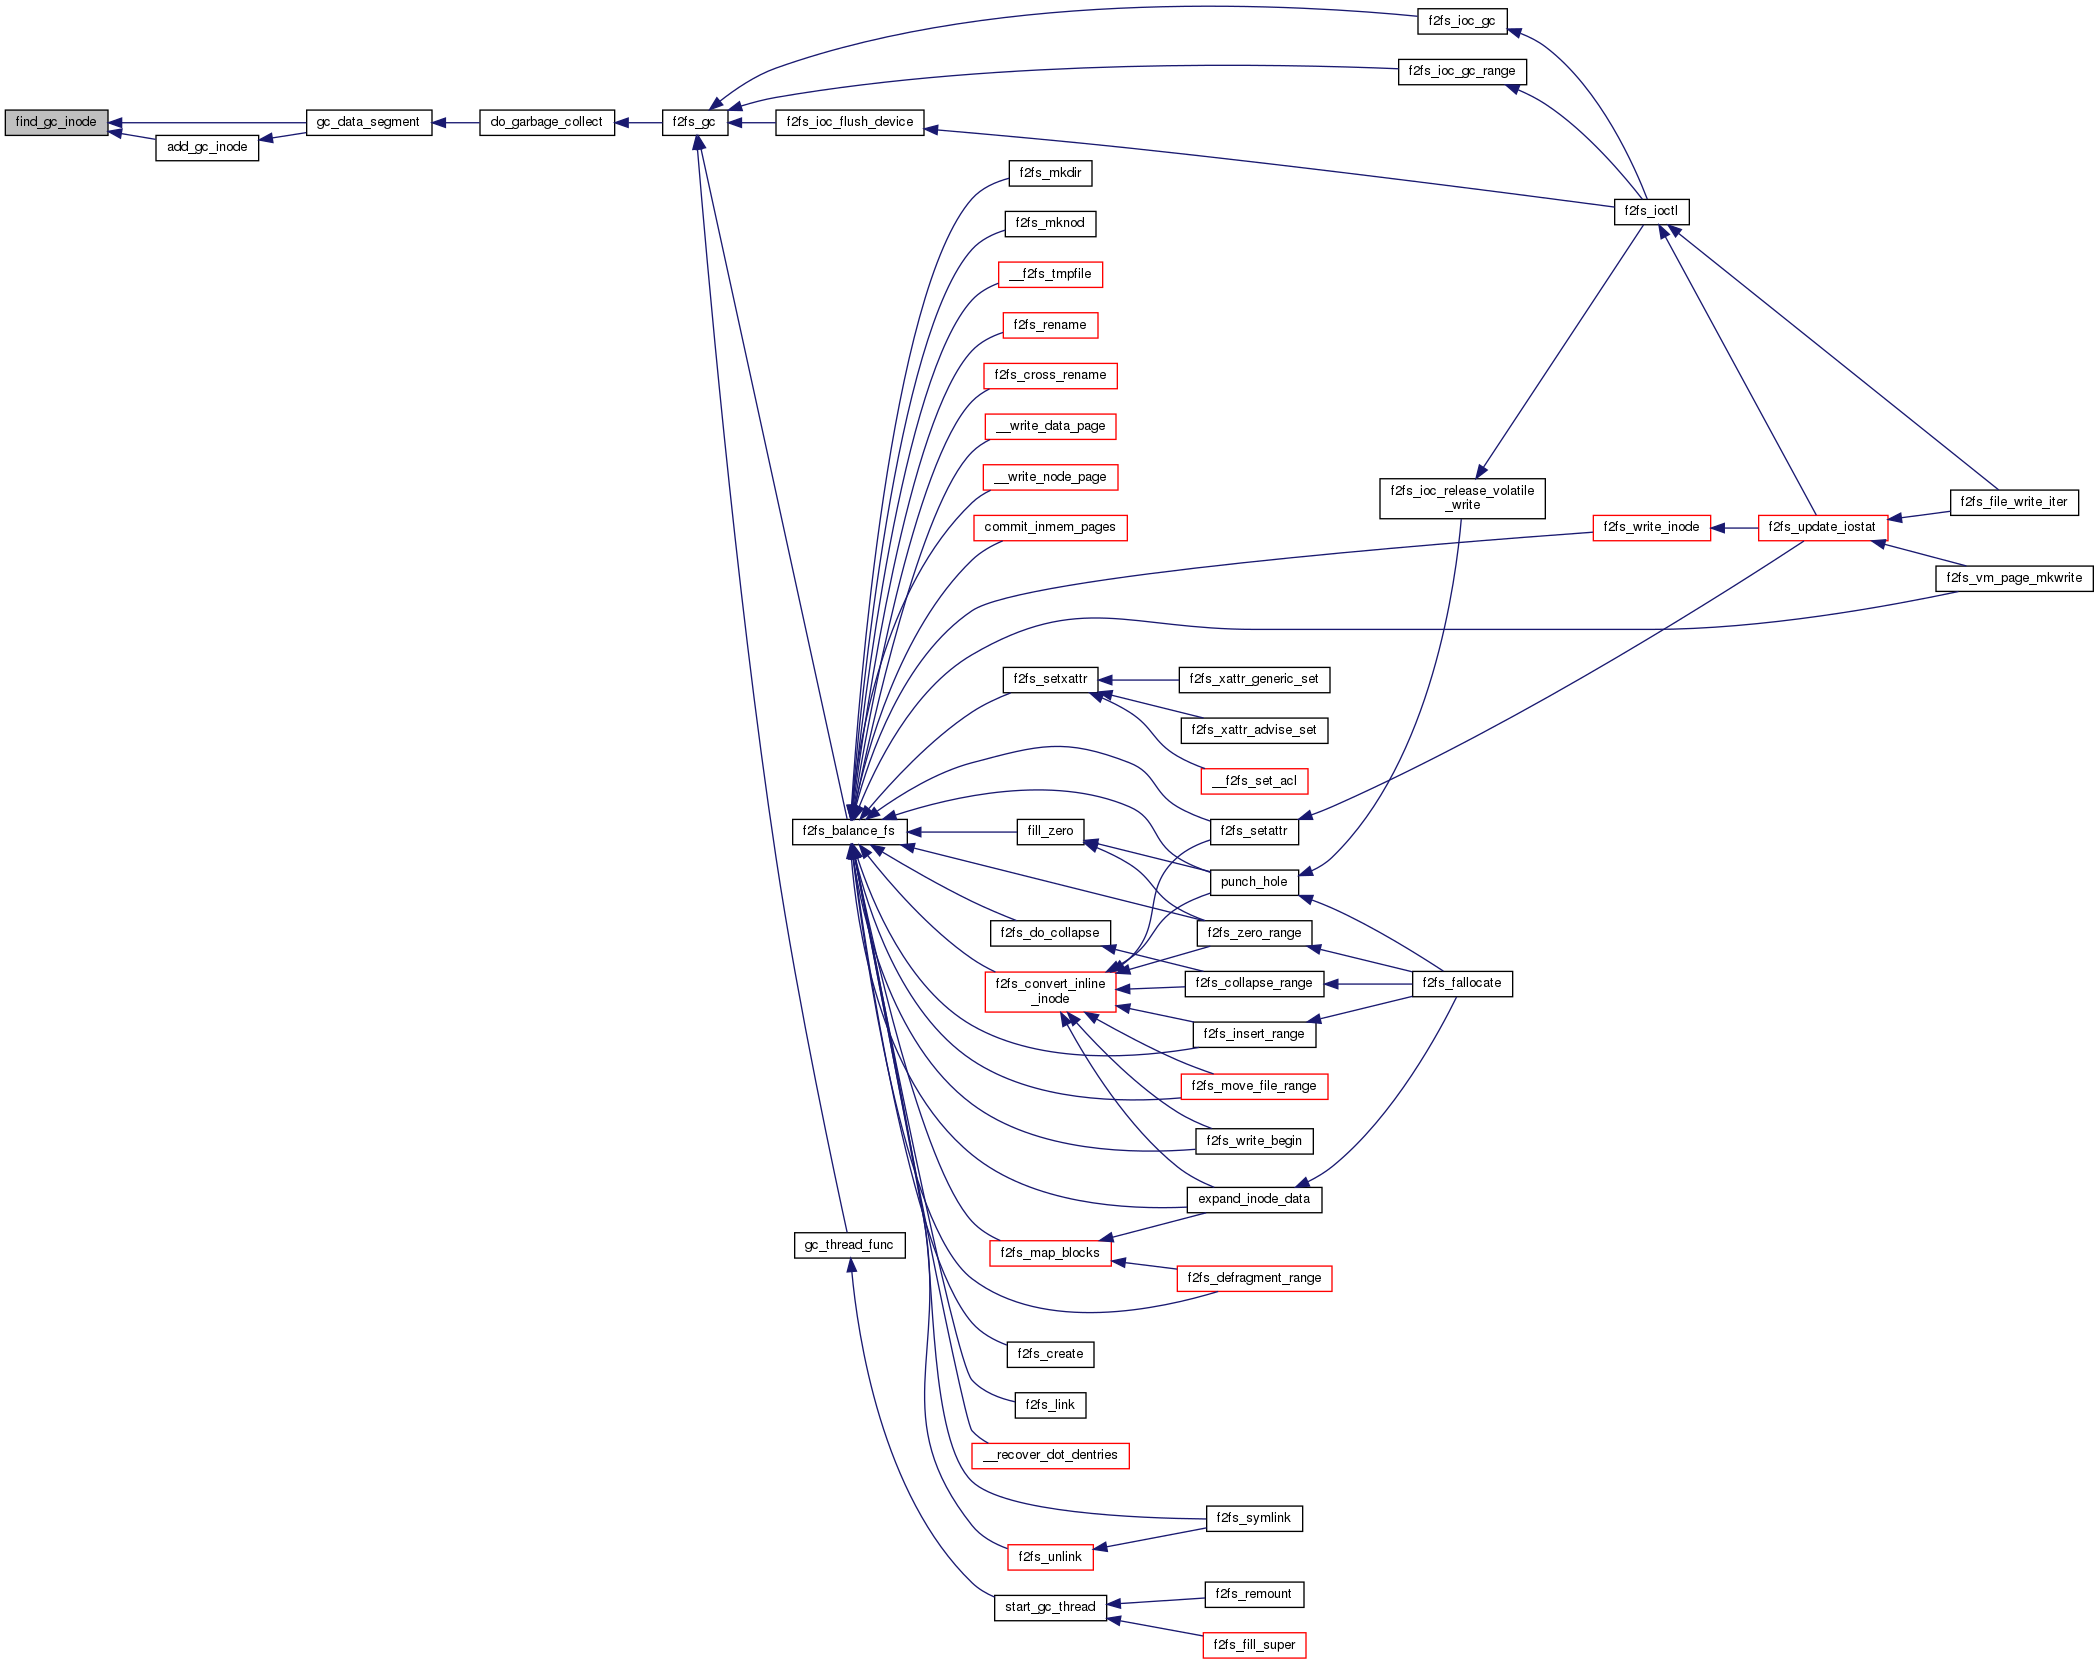 f2fs_ioc_gc
f2fs_ioc_gc_range
find_gc_inode
gc_data_segment
do_garbage_collect
f2fs_gc
f2fs_ioc_flush_device
add_gc_inode
f2fs_mkdir
f2fs_ioctl
f2fs_mknod
__f2fs_tmpfile
f2fs_rename
f2fs_cross_rename
__write_data_page
__write_node_page
f2fs_ioc_release_volatile
_write
f2fs_file_write_iter
commit_inmem_pages
f2fs_write_inode
f2fs_update_iostat
f2fs_vm_page_mkwrite
f2fs_setxattr
f2fs_xattr_generic_set
f2fs_xattr_advise_set
__f2fs_set_acl
f2fs_balance_fs
fill_zero
f2fs_setattr
punch_hole
f2fs_do_collapse
f2fs_zero_range
f2fs_convert_inline
_inode
f2fs_collapse_range
f2fs_fallocate
f2fs_insert_range
f2fs_move_file_range
f2fs_write_begin
expand_inode_data
gc_thread_func
f2fs_map_blocks
f2fs_defragment_range
f2fs_create
f2fs_link
__recover_dot_dentries
f2fs_symlink
f2fs_unlink
f2fs_remount
start_gc_thread
f2fs_fill_super